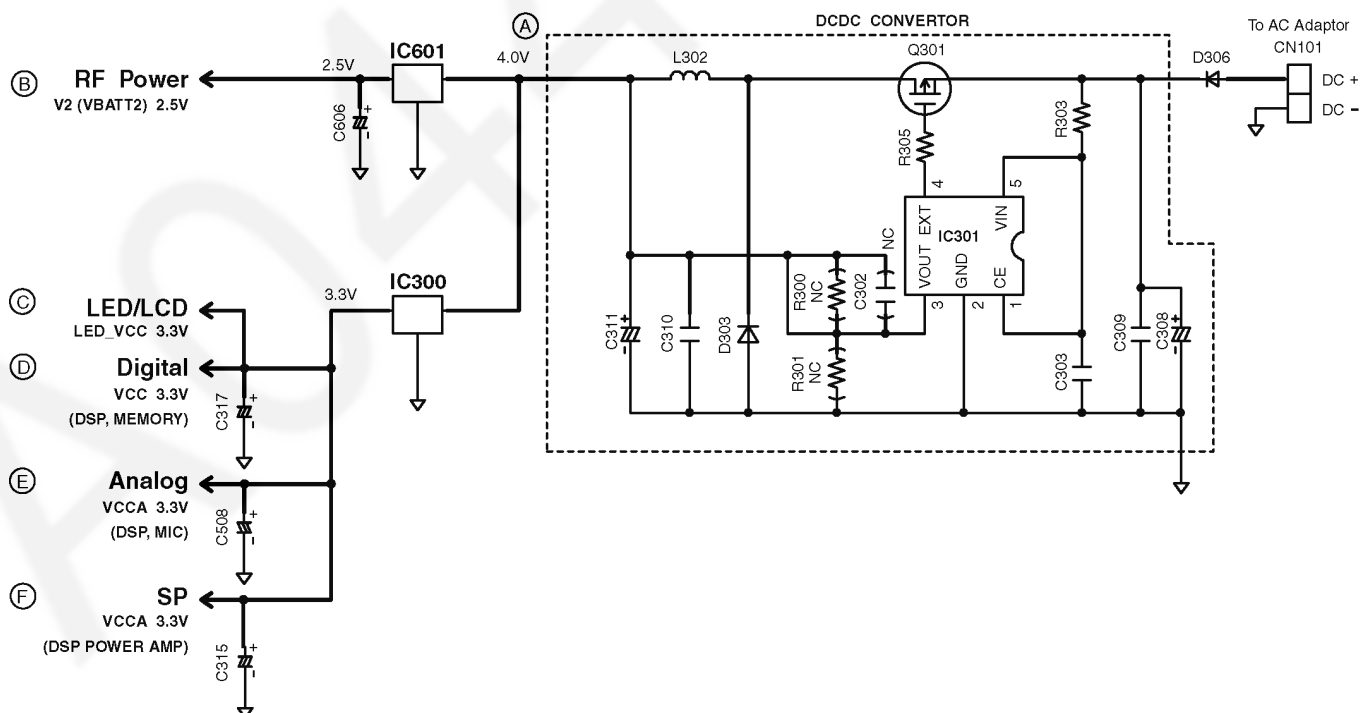 A
DCDC CONVERTOR
To AC Adaptor
CN101
DC +
DC -
D306
Q301
L302
4.0V
IC601
2.5V
B
RF Power
V2 (VBATT2) 2.5V
C606
+
-
R303
R305
4
5
EXT
VIN
IC301
VOUT
GND
CE
3
2
1
NC
R300
NC
C302
R301
NC
C311
+
-
C310
D303
C303
C309
C308
+
-
IC300
3.3V
C
LED/LCD
LED_VCC 3.3V
D
Digital
VCC 3.3V
(DSP, MEMORY)
C317
+
-
E
Analog
VCCA 3.3V
(DSP, MIC)
C508
+
-
F
SP
VCCA 3.3V
(DSP POWER AMP)
C315
+
-